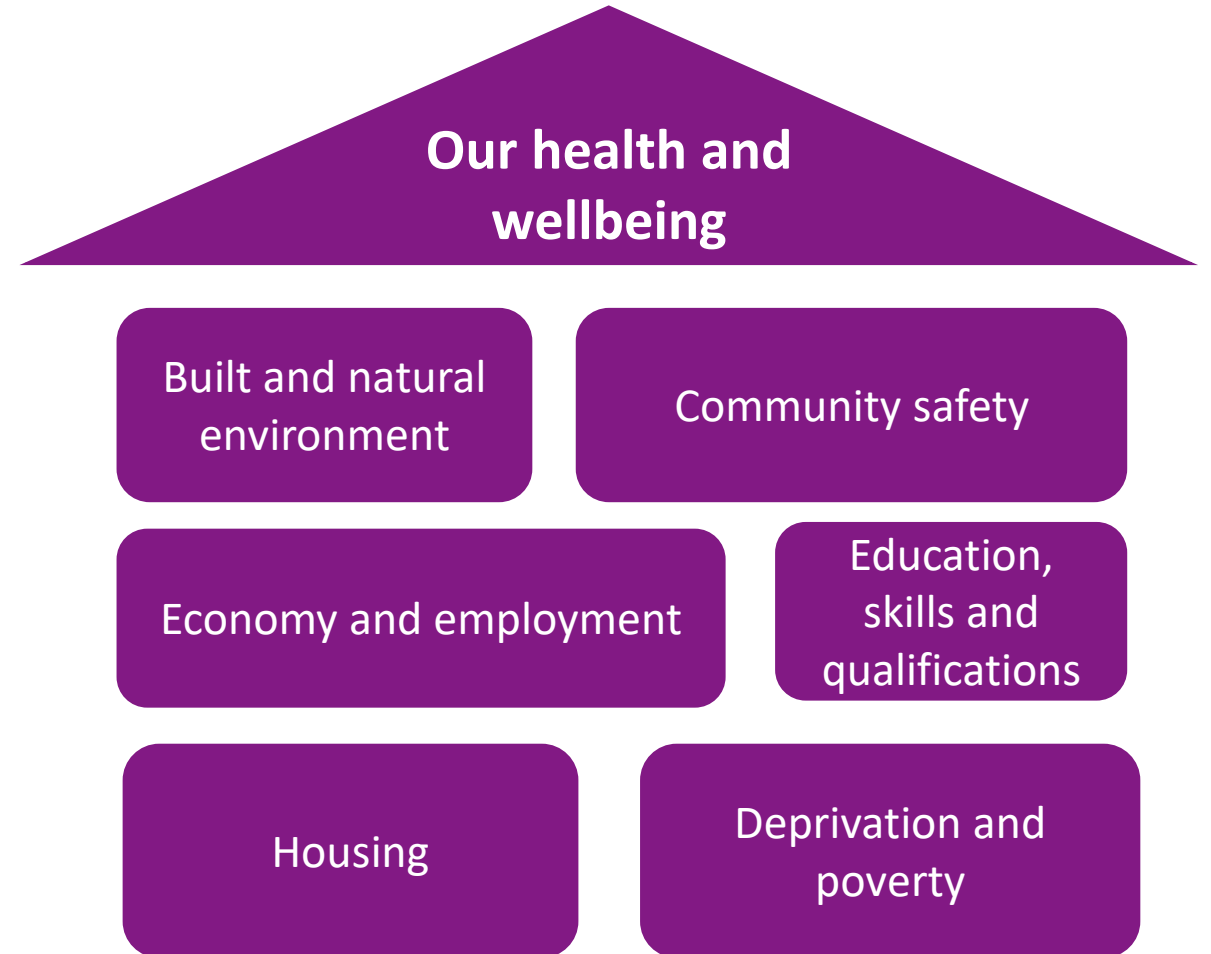 Our health and
wellbeing
Built and natural
environment
Community safety
Economy and employment
Education,
skills and
qualifications
Housing
Deprivation and
poverty